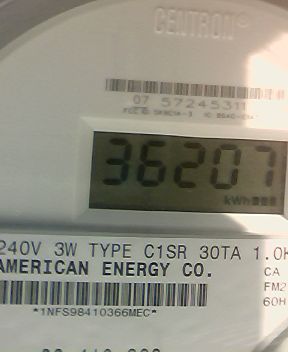 CENTRON®
07 57245311
36207
kWh
240V 3W TYPE C1SR 30TA 1.0K
AMERICAN ENERGY CO.
CA
FM2
60H
*1NFS98410366MEC*